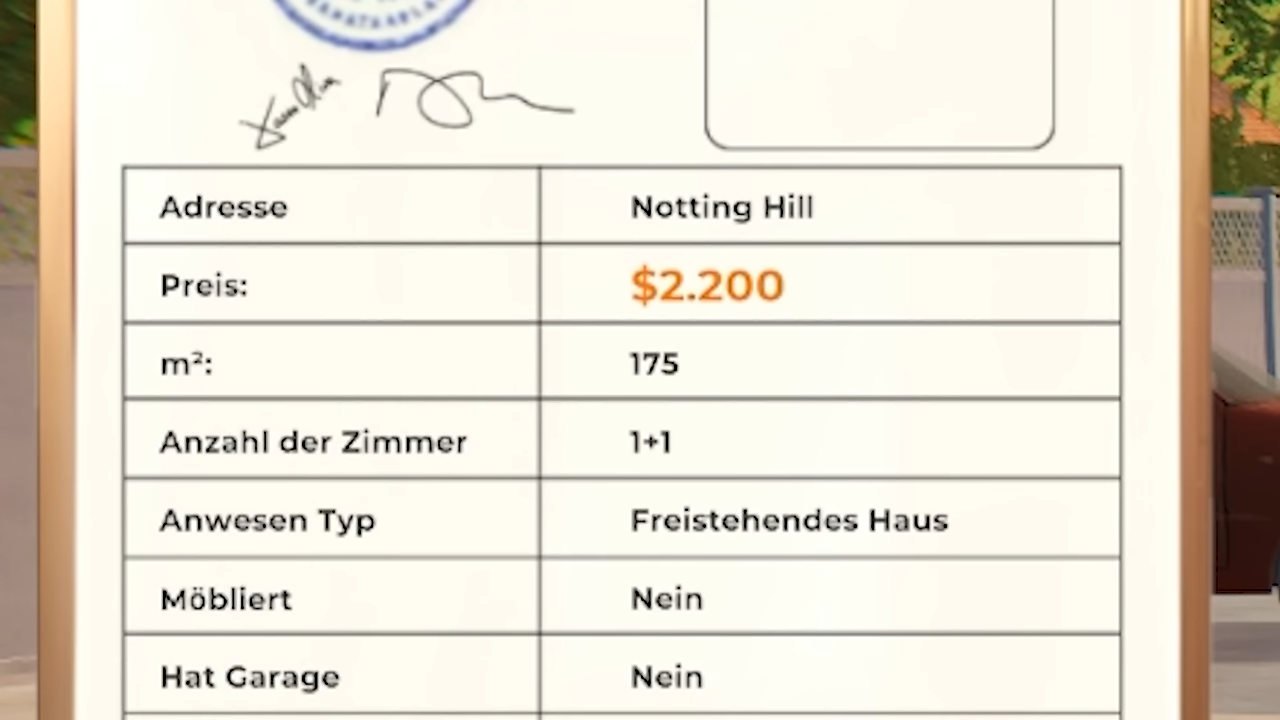 Adresse Notting Hill
Preis: $2.200
m²: 175
Anzahl der Zimmer 1+1
Anwesen Typ Freistehendes Haus
Möbliert Nein
Hat Garage Nein